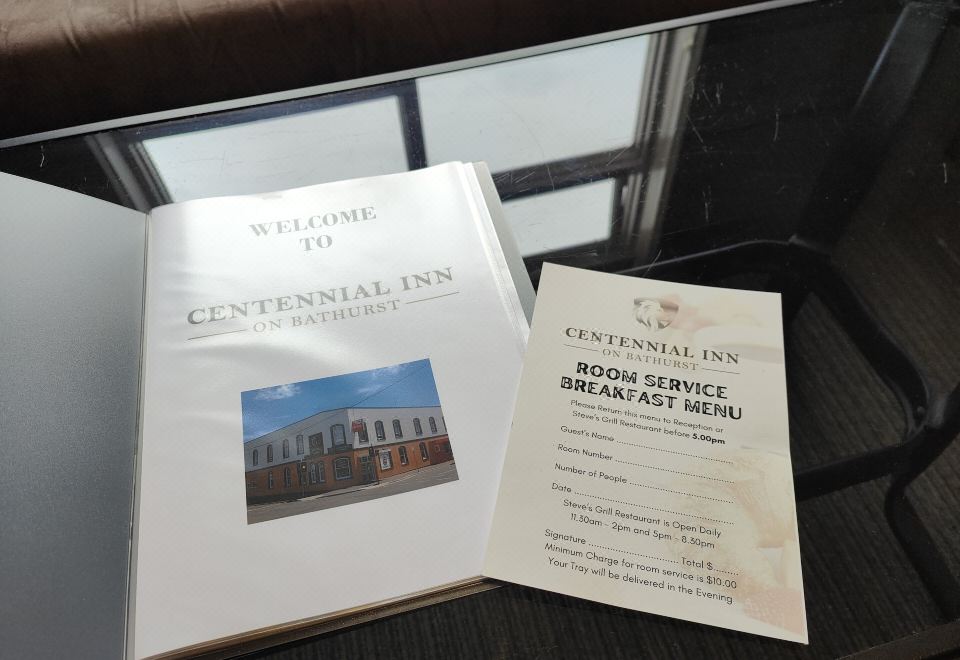 WELCOME
TO
CENTENNIAL INN
ON BATHURST
CENTENNIAL INN
ON BATHURST
ROOM SERVICE
BREAKFAST MENU
Please Return this menu to Reception or
Steve's Grill Restaurant before 5.00pm
Guest's Name ..............................
Room Number ..............................
Number of People ..........................
Date ..........................................
Steve's Grill Restaurant is Open Daily
11.30am - 2pm and 5pm - 8.30pm
Signature ........................ Total $.......
Minimum Charge for room service is $10:00
Your Tray will be delivered in the Evening